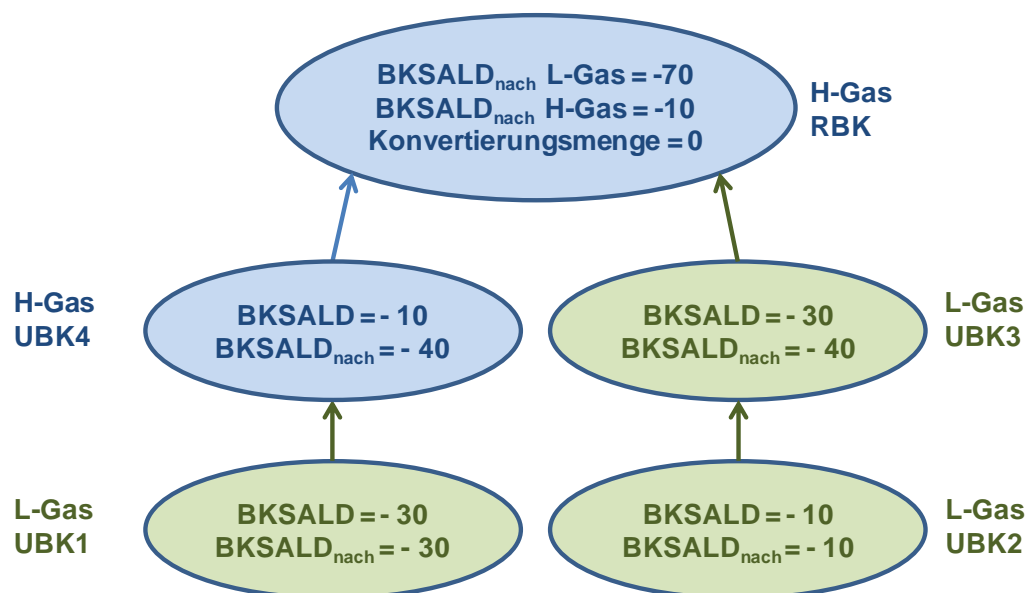 BKSALDnach L-Gas = -70
BKSALDnach H-Gas = -10
Konvertierungsmenge = 0
H-Gas
RBK
H-Gas
UBK4
BKSALD = - 10
BKSALDnach = - 40
BKSALD = - 30
BKSALDnach = - 40
L-Gas
UBK3
L-Gas
UBK1
BKSALD = - 30
BKSALDnach = - 30
BKSALD = - 10
BKSALDnach = - 10
L-Gas
UBK2